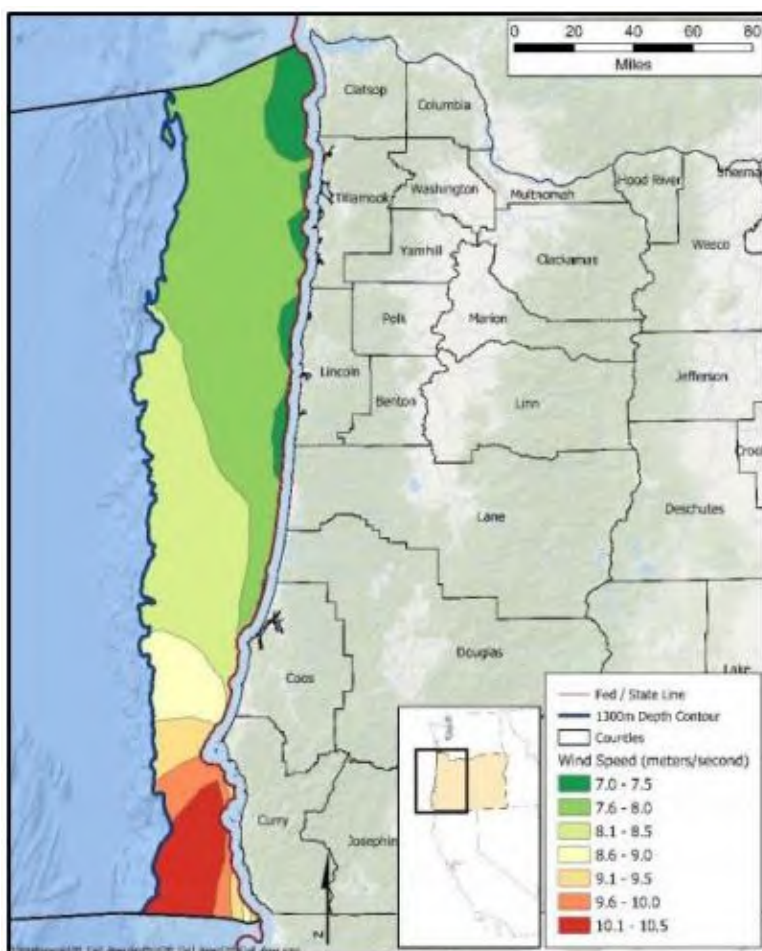 0 20 40 60 80
Miles
Clatsop
Columbia
Tillamook
Washington
Multnomah
Hood River
Sherma
Wasco
Yamhill
Clackamas
Polk
Marion
Lincoln
Benton
Linn
Jefferson
Croo
Lane
Deschutes
Douglas
Coos
Lake
Curry
Josephin
N
Fed / State Line
1300m Depth Contour
Counties
Wind Speed (meters/second)
7.0 - 7.5
7.6 - 8.0
8.1 - 8.5
8.6 - 9.0
9.1 - 9.5
9.6 - 10.0
10.1 - 10.5